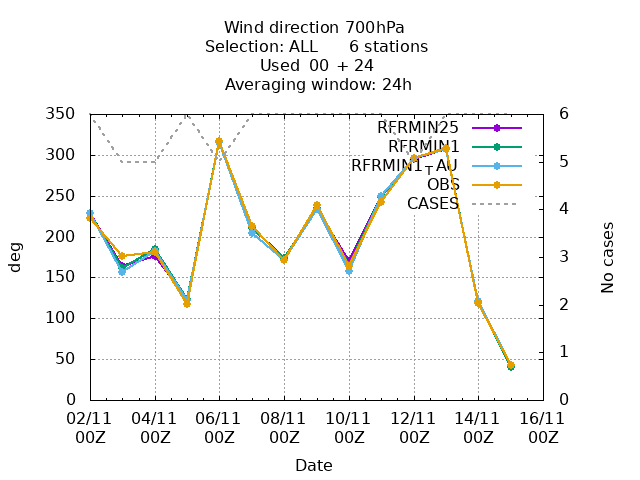 Wind direction 700hPa
Selection: ALL 6 stations
Used 00 + 24
Averaging window: 24h
350
300
250
200
150
100
50
0
6
5
4
3
2
1
0
deg
No cases
RFRMIN25
RFRMIN1
RFRMIN1_TAU
OBS
CASES
02/11 04/11 06/11 08/11 10/11 12/11 14/11 16/11
00Z 00Z 00Z 00Z 00Z 00Z 00Z 00Z
Date